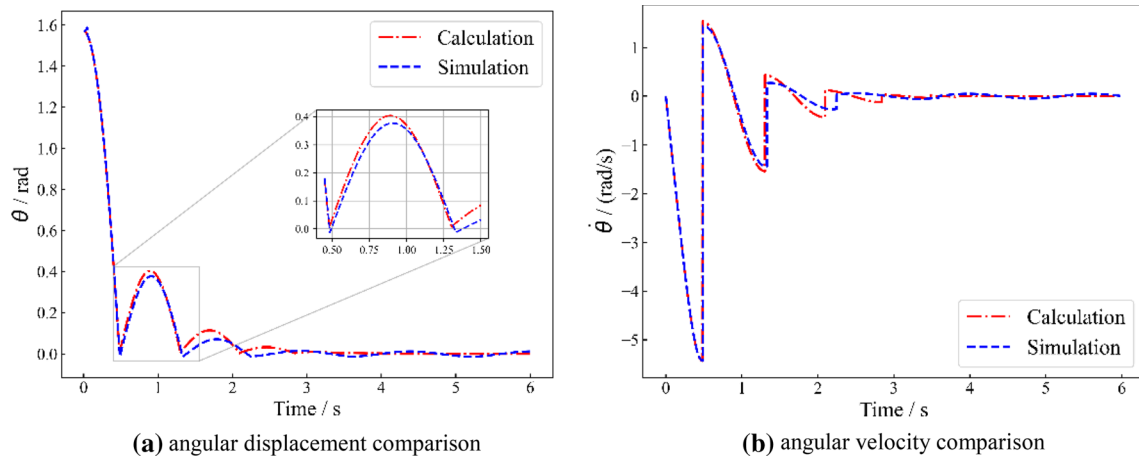 1.6
1.4
1.2
1.0
0.8
0.6
0.4
0.2
0.0
θ / rad
Calculation
Simulation
0.4
0.3
0.2
0.1
0.0
0.50 0.75 1.00 1.25 1.50
0 1 2 3 4 5 6
Time / s
(a) angular displacement comparison
1
0
−1
−2
−3
−4
−5
θ̇ / (rad/s)
Calculation
Simulation
0 1 2 3 4 5 6
Time / s
(b) angular velocity comparison